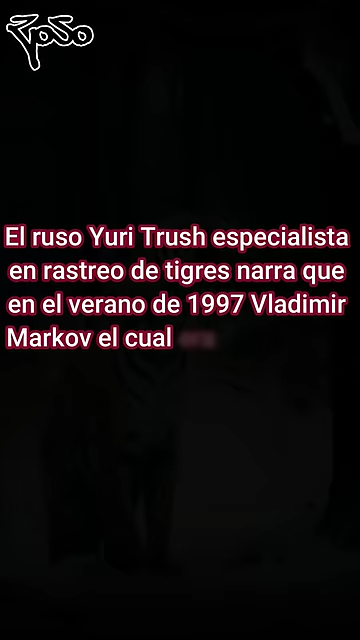 El ruso Yuri Trush especialista
en rastreo de tigres narra que
en el verano de 1997 Vladimir
Markov el cual